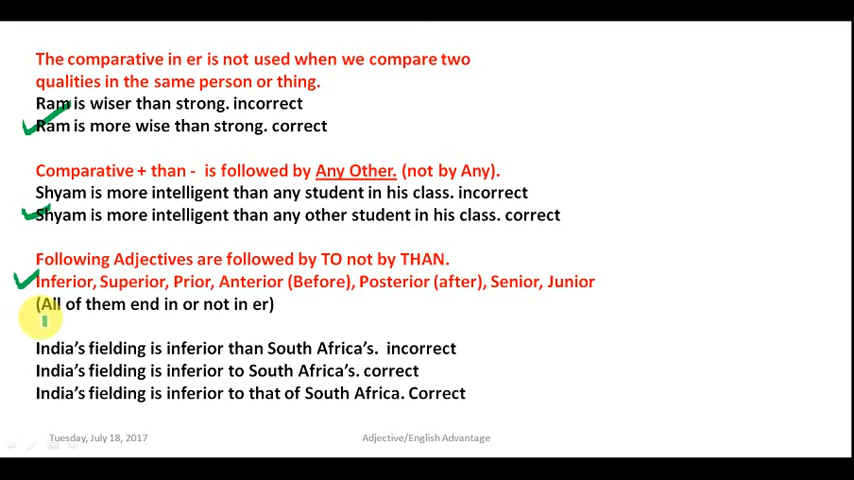 The comparative in er is not used when we compare two
qualities in the same person or thing.
Ram is wiser than strong. incorrect
Ram is more wise than strong. correct
Comparative + than - is followed by Any Other. (not by Any).
Shyam is more intelligent than any student in his class. incorrect
Shyam is more intelligent than any other student in his class. correct
Following Adjectives are followed by TO not by THAN.
Inferior, Superior, Prior, Anterior (Before), Posterior (after), Senior, Junior
(All of them end in or not in er)
India’s fielding is inferior than South Africa’s. incorrect
India’s fielding is inferior to South Africa’s. correct
India’s fielding is inferior to that of South Africa. Correct
Tuesday, July 18, 2017 Adjective/English Advantage